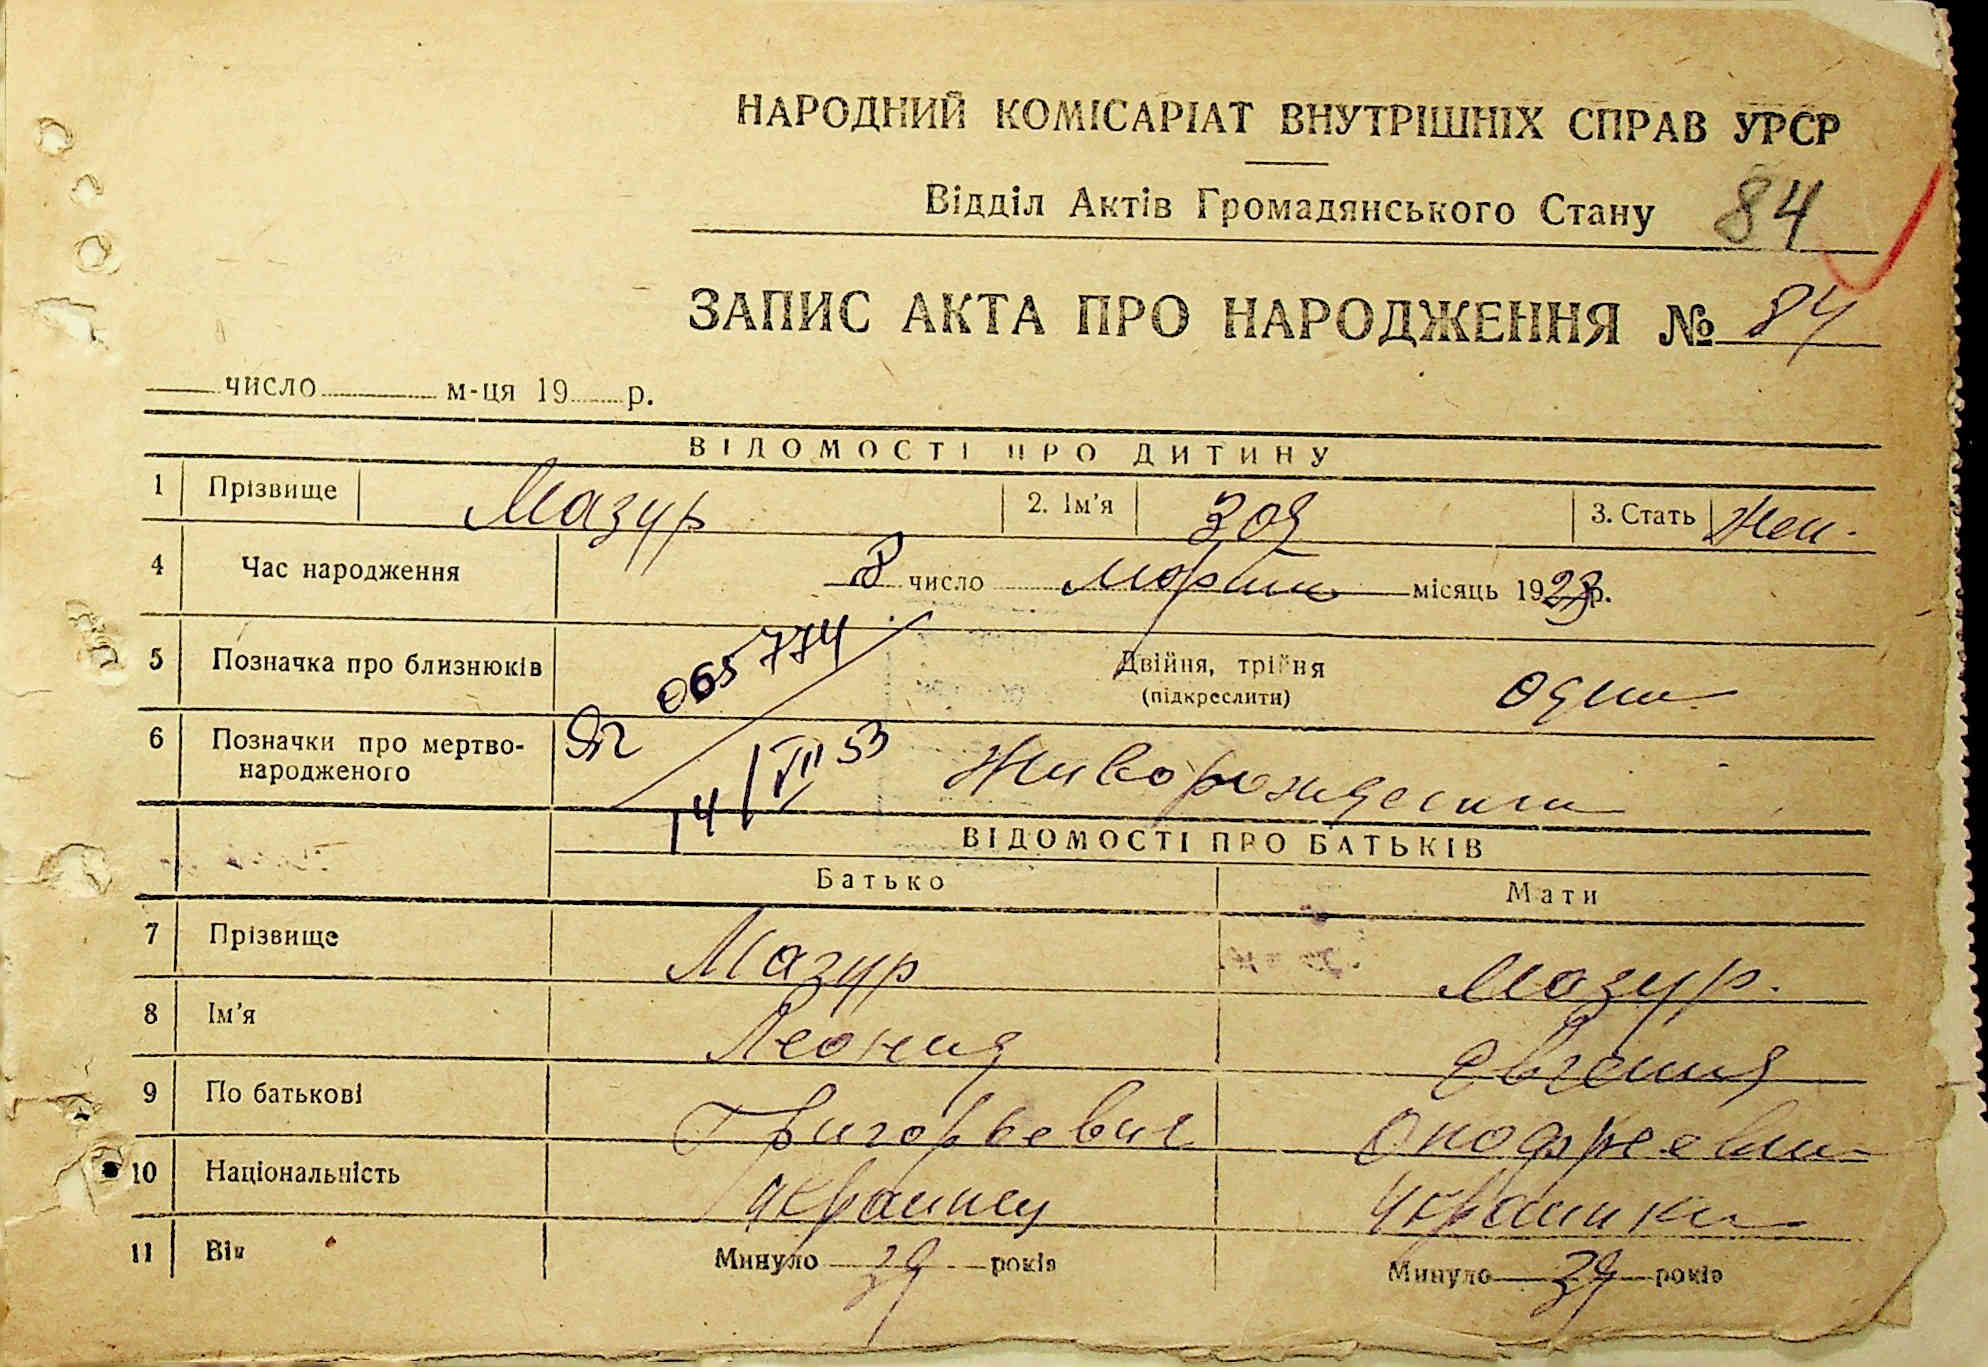 НАРОДНИЙ КОМІСАРІАТ ВНУТРІШНІХ СПРАВ УРСР
Відділ Актів Громадянського Стану 84
ЗАПИС АКТА ПРО НАРОДЖЕННЯ № 84
число м-ця 19 р.
ВІДОМОСТІ ПРО ДИТИНУ
1 Прізвище Мазур 2. Ім'я Зоя 3. Стать Жен.
4 Час народження 8 число Марта місяць 1923 р.
5 Позначка про близнюків 065774 Двійня, трійня одна
(підкреслити)
6 Позначки про мертво- 14/VII 53 Живорожденная
народженого
ВІДОМОСТІ ПРО БАТЬКІВ
Батько Мати
7 Прізвище Мазур Мазур.
8 Ім'я Леонид Евгения
9 По батькові Григорьевич
10 Національність украинец украинка
11 Вік Минуло років Минуло років